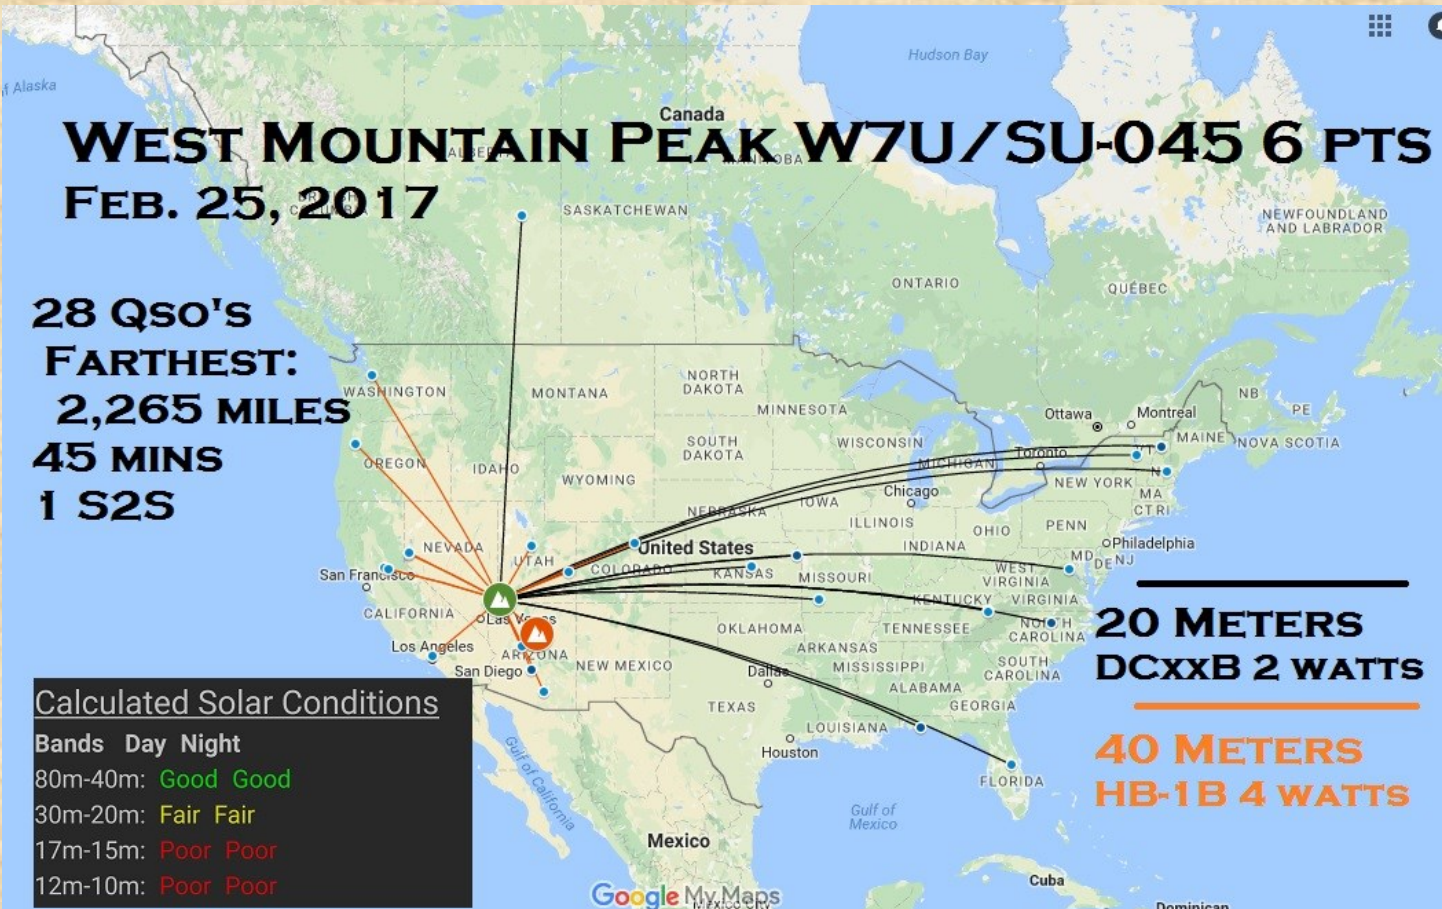 Hudson Bay
f Alaska
Canada
WEST MOUNTAIN PEAK W7U/SU-045 6 PTS
MANITOBA
FEB. 25, 2017
SASKATCHEWAN
NEWFOUNDLAND
AND LABRADOR
ONTARIO
QUÉBEC
28 QSO'S
FARTHEST:
2,265 MILES
45 MINS
1 S2S
WASHINGTON
MONTANA
NORTH
DAKOTA
MINNESOTA
Ottawa
Montreal
NB
PE
MAINE
NOVA SCOTIA
OREGON
IDAHO
SOUTH
DAKOTA
WISCONSIN
MICHIGAN
Toronto
VT
N
WYOMING
NEW YORK
MA
CT RI
NEBRASKA
IOWA
Chicago
ILLINOIS
OHIO
PENN
INDIANA
Philadelphia
NEVADA
UTAH
United States
COLORADO
KANSAS
MISSOURI
WEST
VIRGINIA
MD
DE NJ
San Francisco
KENTUCKY
VIRGINIA
CALIFORNIA
Las Vegas
OKLAHOMA
TENNESSEE
NORTH
CAROLINA
Los Angeles
ARIZONA
NEW MEXICO
ARKANSAS
San Diego
Dallas
MISSISSIPPI
SOUTH
CAROLINA
ALABAMA
TEXAS
GEORGIA
LOUISIANA
Houston
FLORIDA
Gulf of California
Gulf of
Mexico
Mexico
Cuba
Dominican
Mexico City
Google My Maps
20 METERS
DCXXB 2 WATTS
40 METERS
HB-1B 4 WATTS
Calculated Solar Conditions
Bands Day Night
80m-40m: Good Good
30m-20m: Fair Fair
17m-15m: Poor Poor
12m-10m: Poor Poor